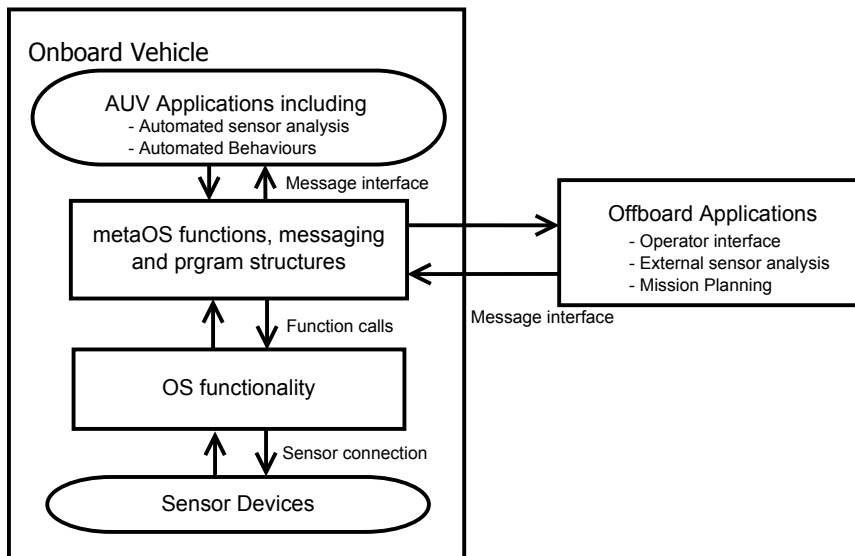 Onboard Vehicle
AUV Applications including
- Automated sensor analysis
- Automated Behaviours
Message interface
metaOS functions, messaging
and prgram structures
Function calls
OS functionality
Sensor connection
Sensor Devices
Offboard Applications
- Operator interface
- External sensor analysis
- Mission Planning
Message interface